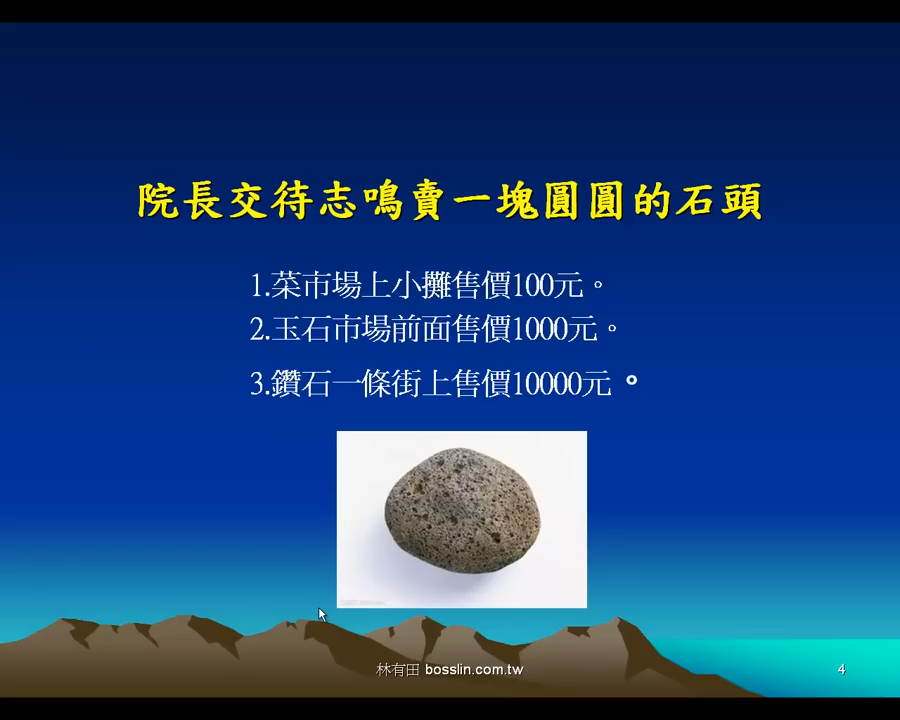 院長交待志鳴賣一塊圓圓的石頭
1.菜市場上小攤售價100元。
2.玉石市場前面售價1000元。
3.鑽石一條街上售價10000元。
林有田 bosslin.com.tw
4